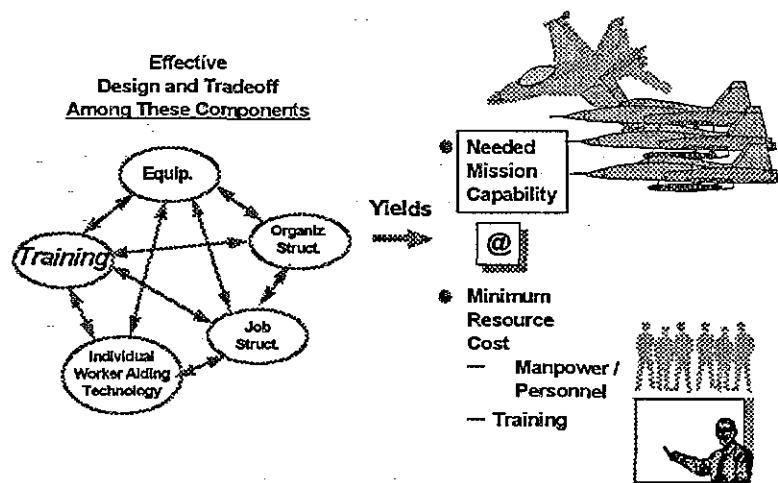 Effective
Design and Tradeoff
Among These Components
Equip.
Training
Organiz.
Struct.
Job
Struct.
Individual
Worker Aiding
Technology
Yields
Needed
Mission
Capability
@
Minimum
Resource
Cost
— Manpower /
Personnel
— Training